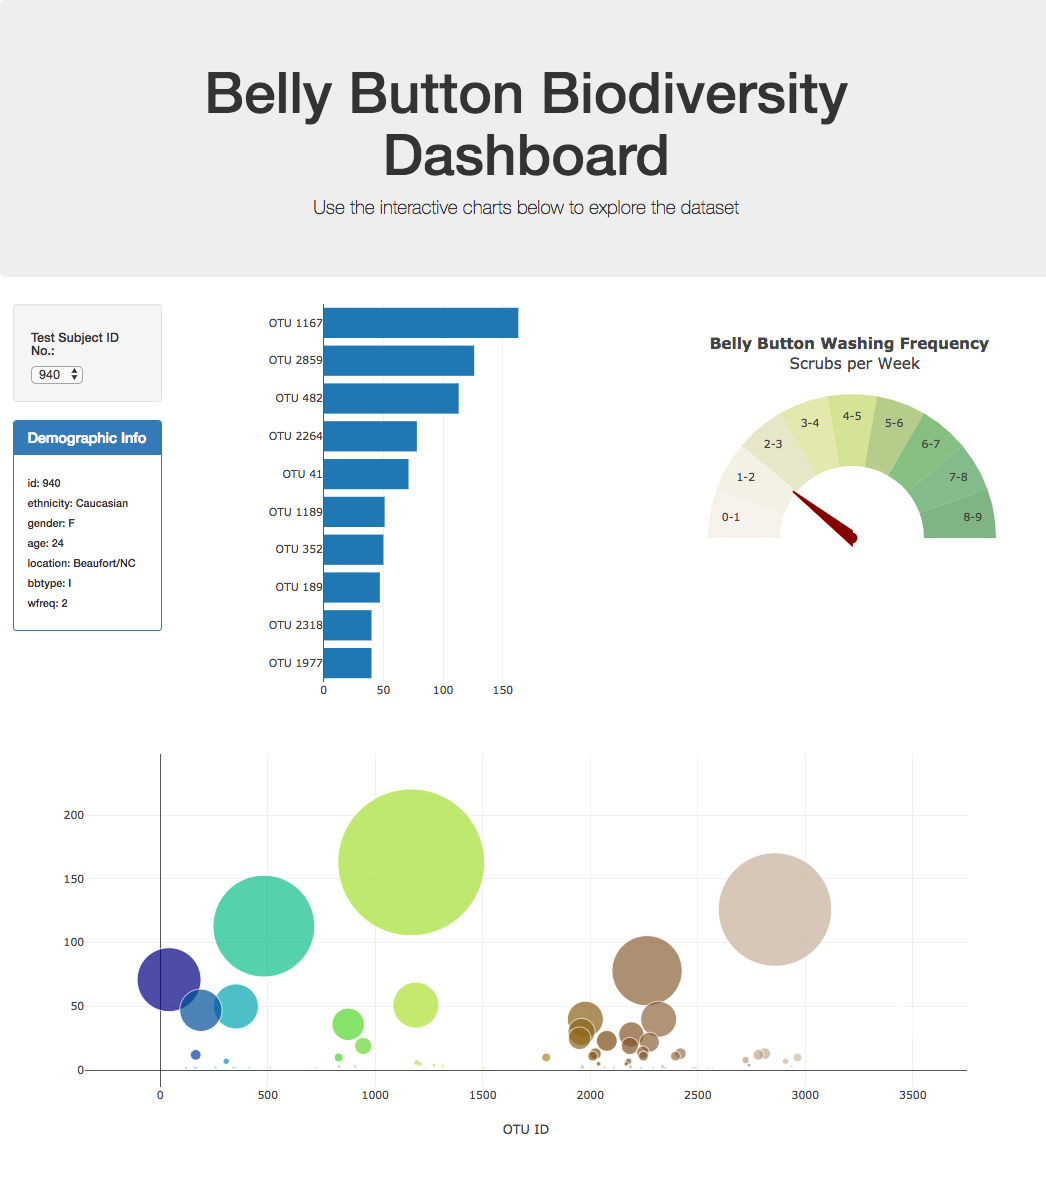 Belly Button Biodiversity
Dashboard
Use the interactive charts below to explore the dataset
Test Subject ID
No.:
940
Demographic Info
id: 940
ethnicity: Caucasian
gender: F
age: 24
location: Beaufort/NC
bbtype: I
wfreq: 2
OTU 1167
OTU 2859
OTU 482
OTU 2264
OTU 41
OTU 1189
OTU 352
OTU 189
OTU 2318
OTU 1977
0 50 100 150
Belly Button Washing Frequency
Scrubs per Week
0-1
1-2
2-3
3-4
4-5
5-6
6-7
7-8
8-9
200
150
100
50
0
0 500 1000 1500 2000 2500 3000 3500
OTU ID